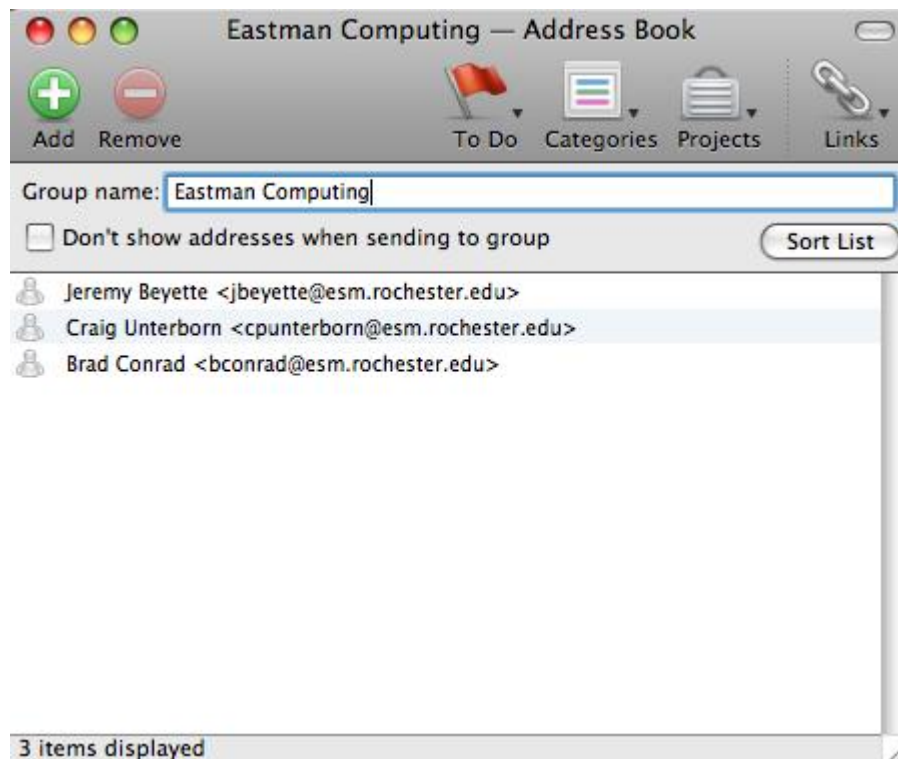 Eastman Computing — Address Book
Add Remove To Do Categories Projects Links
Group name: Eastman Computing
Don't show addresses when sending to group Sort List
Jeremy Beyette <jbeyette@esm.rochester.edu>
Craig Unterborn <cpunterborn@esm.rochester.edu>
Brad Conrad <bconrad@esm.rochester.edu>
3 items displayed